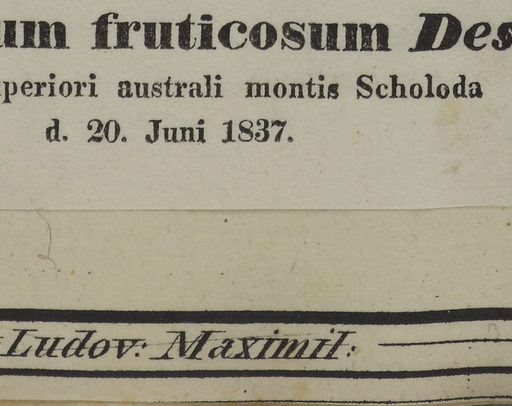 um fruticosum Des
periori australi montis Scholoda
d. 20. Juni 1837.
Ludov: Maximil: